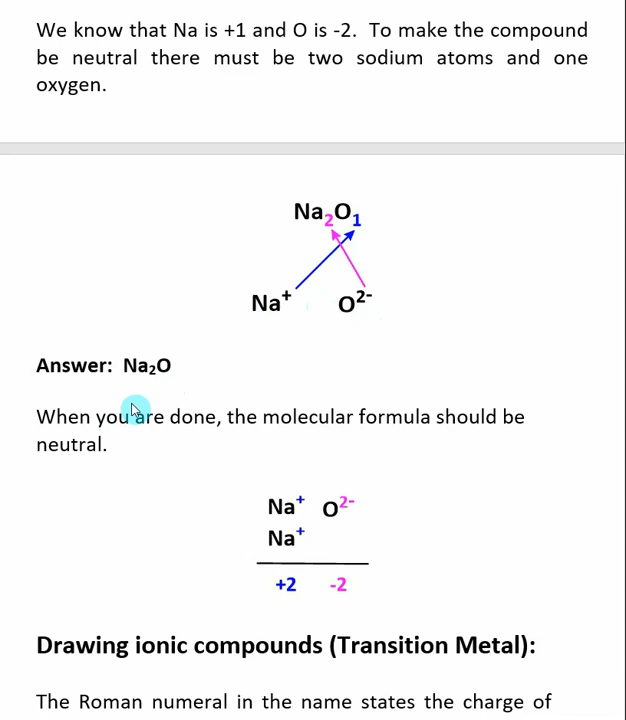 We know that Na is +1 and O is -2. To make the compound
be neutral there must be two sodium atoms and one
oxygen.
Na₂O₁
Na⁺ O²⁻
Answer: Na₂O
When you are done, the molecular formula should be
neutral.
Na⁺ O²⁻
Na⁺
+2 -2
Drawing ionic compounds (Transition Metal):
The Roman numeral in the name states the charge of